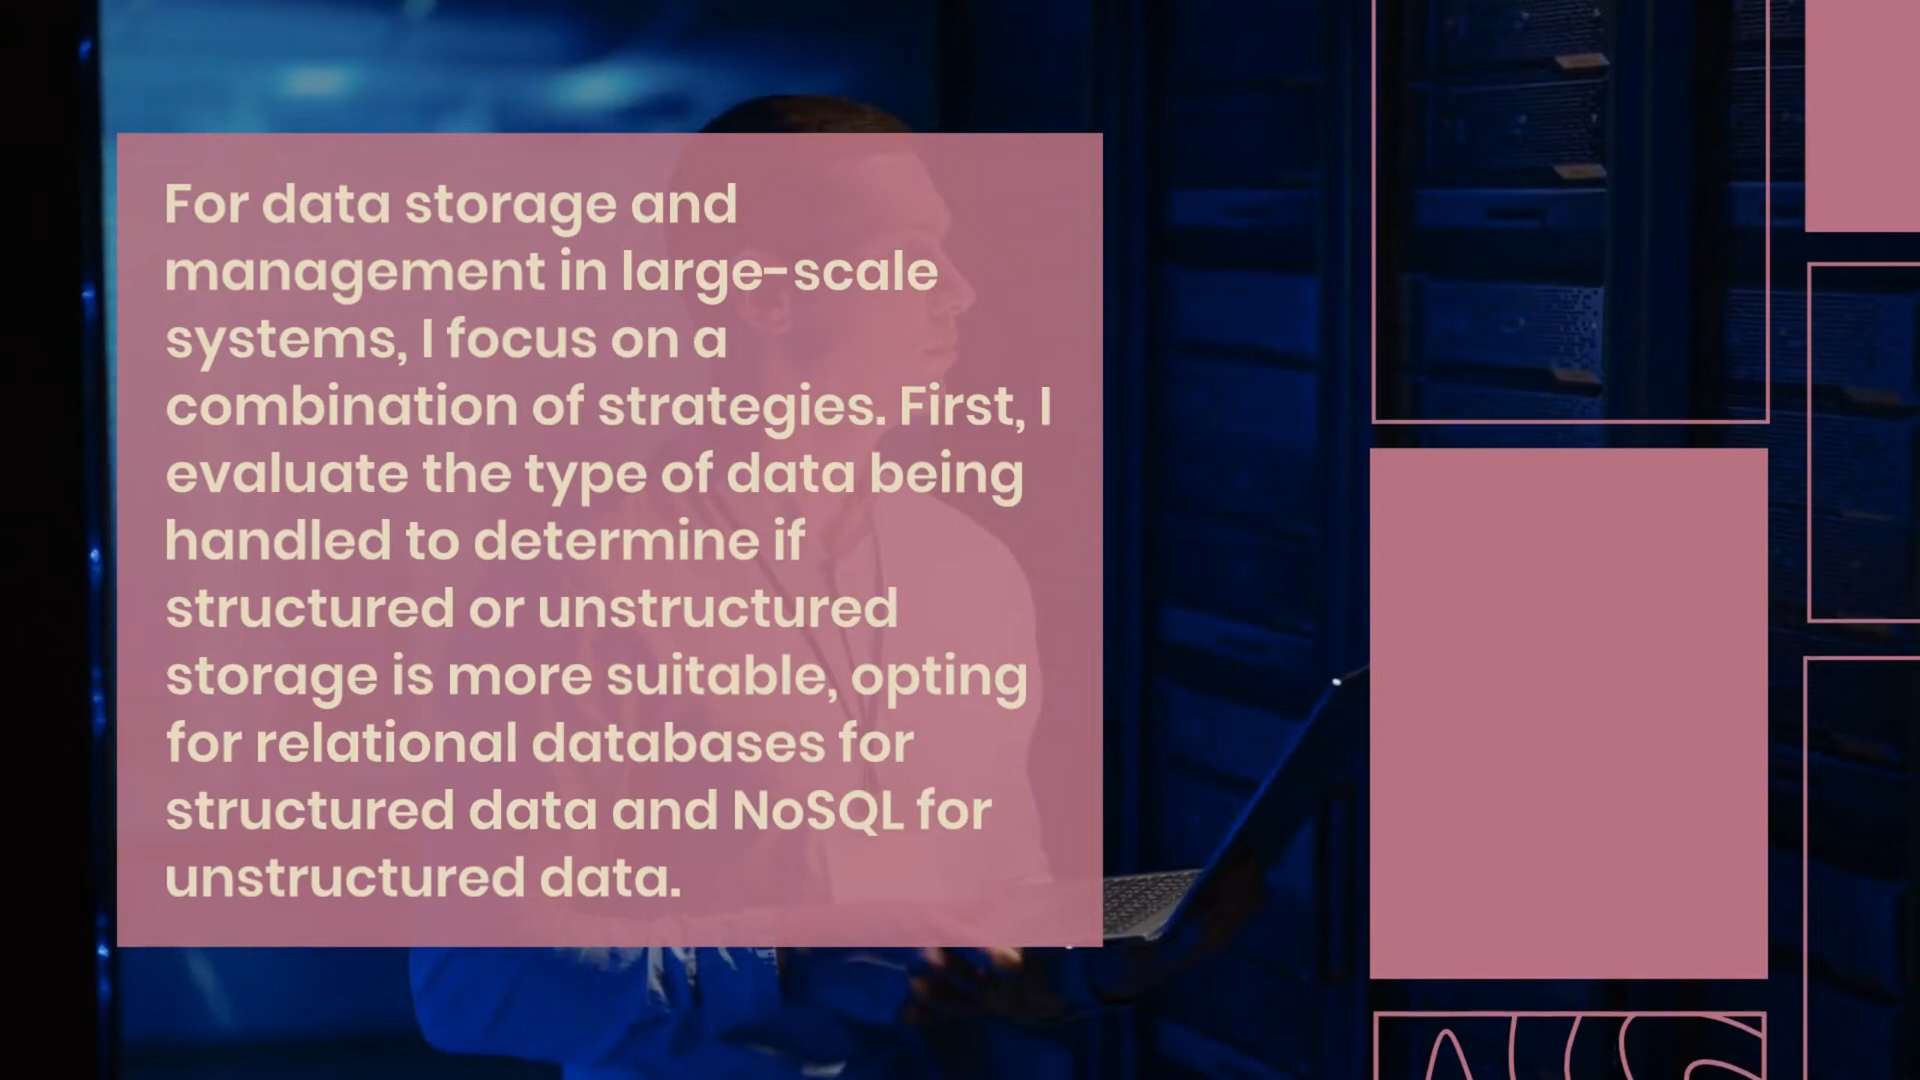 For data storage and
management in large-scale
systems, I focus on a
combination of strategies. First, I
evaluate the type of data being
handled to determine if
structured or unstructured
storage is more suitable, opting
for relational databases for
structured data and NoSQL for
unstructured data.